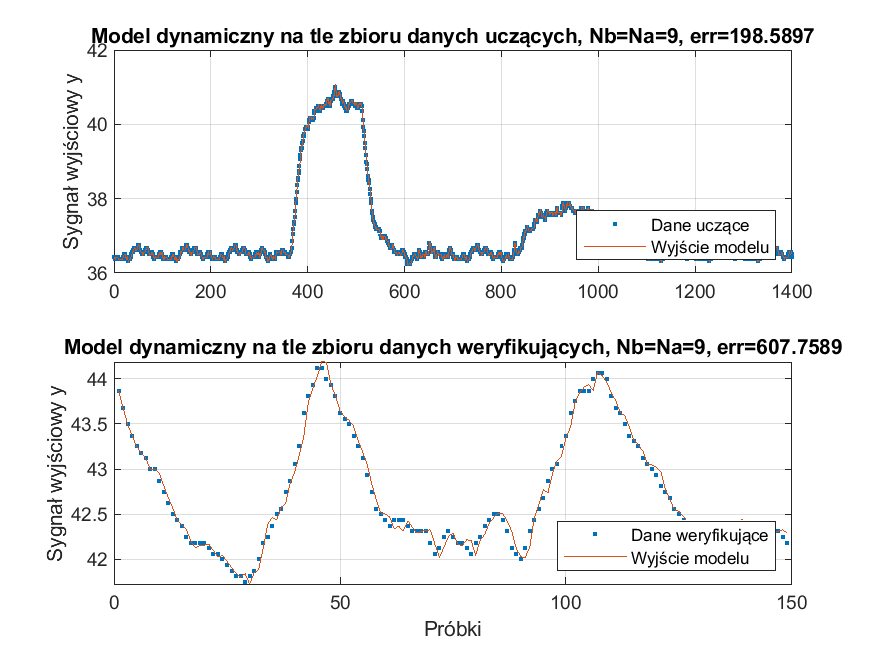 Model dynamiczny na tle zbioru danych uczących, Nb=Na=9, err=198.5897
Sygnał wyjściowy y
42
40
38
36
0 200 400 600 800 1000 1200 1400
Dane uczące
Wyjście modelu
Model dynamiczny na tle zbioru danych weryfikujących, Nb=Na=9, err=607.7589
Sygnał wyjściowy y
44
43.5
43
42.5
42
0 50 100 150
Dane weryfikujące
Wyjście modelu
Próbki